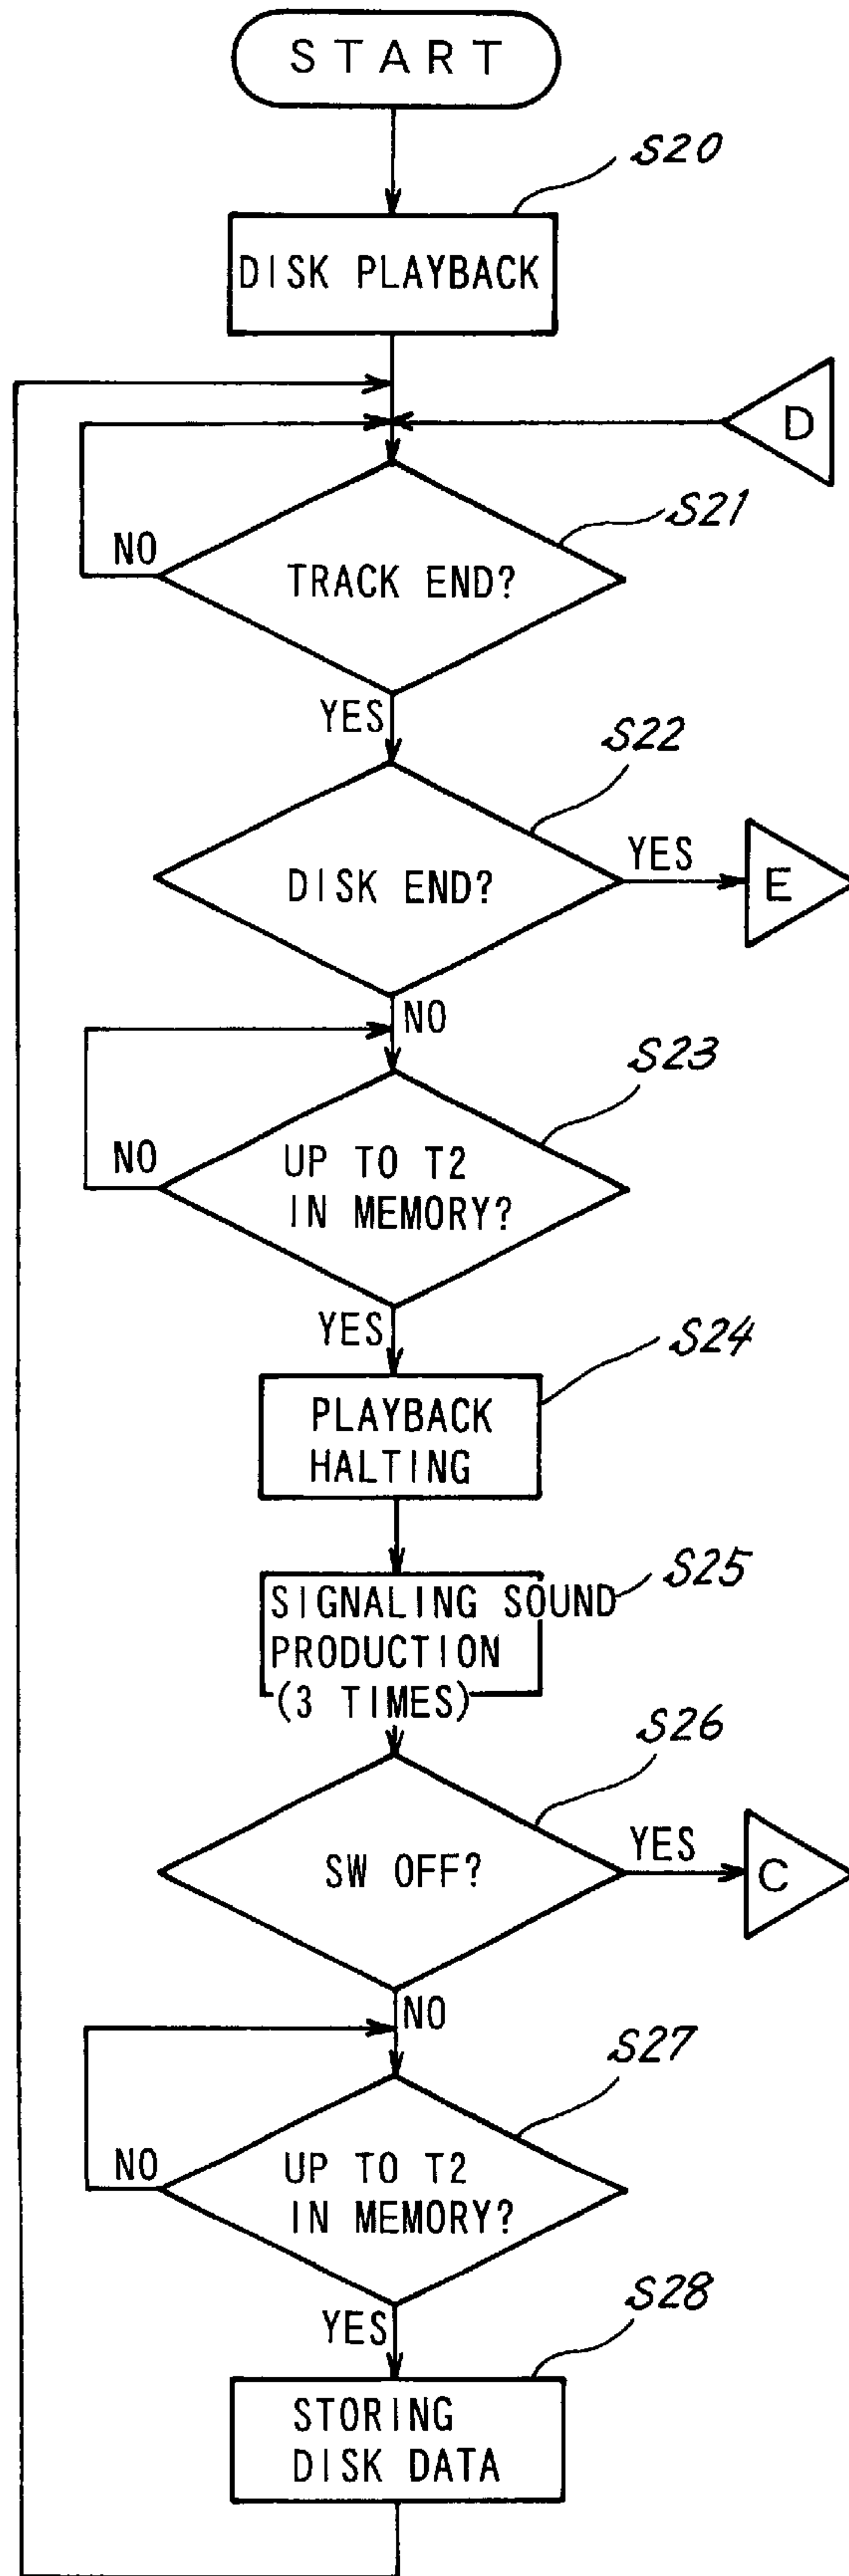 START
S20
DISK PLAYBACK
D
S21
NO
TRACK END?
YES
S22
DISK END?
YES
E
NO
S23
NO
UP TO T2
IN MEMORY?
YES
S24
PLAYBACK
HALTING
S25
SIGNALING SOUND
PRODUCTION
(3 TIMES)
S26
SW OFF?
YES
C
NO
S27
NO
UP TO T2
IN MEMORY?
YES
S28
STORING
DISK DATA